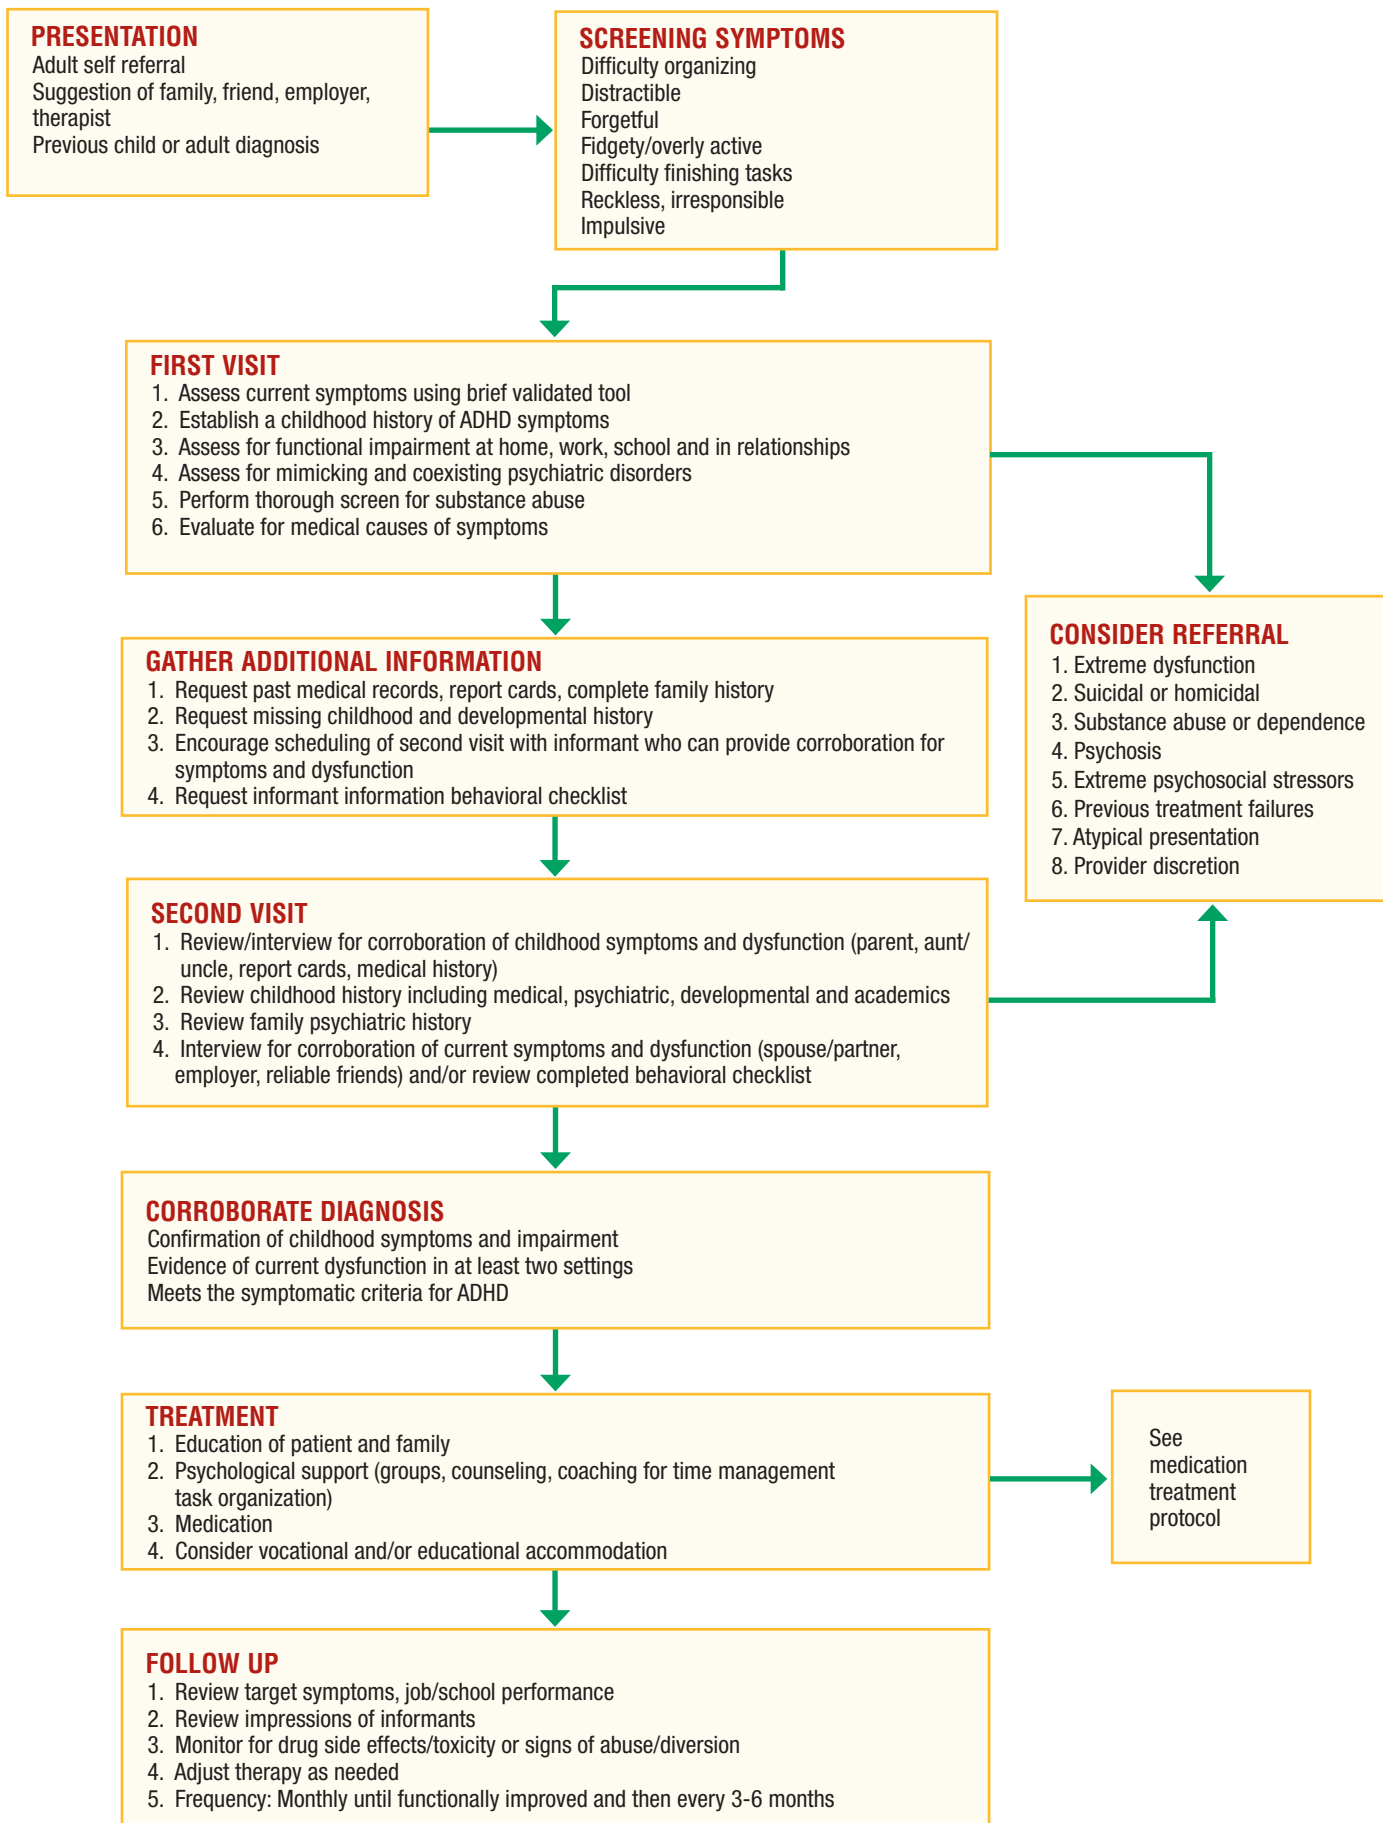 PRESENTATION
Adult self referral
Suggestion of family, friend, employer,
therapist
Previous child or adult diagnosis
SCREENING SYMPTOMS
Difficulty organizing
Distractible
Forgetful
Fidgety/overly active
Difficulty finishing tasks
Reckless, irresponsible
Impulsive
FIRST VISIT
1. Assess current symptoms using brief validated tool
2. Establish a childhood history of ADHD symptoms
3. Assess for functional impairment at home, work, school and in relationships
4. Assess for mimicking and coexisting psychiatric disorders
5. Perform thorough screen for substance abuse
6. Evaluate for medical causes of symptoms
CONSIDER REFERRAL
1. Extreme dysfunction
2. Suicidal or homicidal
3. Substance abuse or dependence
4. Psychosis
5. Extreme psychosocial stressors
6. Previous treatment failures
7. Atypical presentation
8. Provider discretion
GATHER ADDITIONAL INFORMATION
1. Request past medical records, report cards, complete family history
2. Request missing childhood and developmental history
3. Encourage scheduling of second visit with informant who can provide corroboration for
symptoms and dysfunction
4. Request informant information behavioral checklist
SECOND VISIT
1. Review/interview for corroboration of childhood symptoms and dysfunction (parent, aunt/
uncle, report cards, medical history)
2. Review childhood history including medical, psychiatric, developmental and academics
3. Review family psychiatric history
4. Interview for corroboration of current symptoms and dysfunction (spouse/partner,
employer, reliable friends) and/or review completed behavioral checklist
CORROBORATE DIAGNOSIS
Confirmation of childhood symptoms and impairment
Evidence of current dysfunction in at least two settings
Meets the symptomatic criteria for ADHD
TREATMENT
1. Education of patient and family
2. Psychological support (groups, counseling, coaching for time management
task organization)
3. Medication
4. Consider vocational and/or educational accommodation
See
medication
treatment
protocol
FOLLOW UP
1. Review target symptoms, job/school performance
2. Review impressions of informants
3. Monitor for drug side effects/toxicity or signs of abuse/diversion
4. Adjust therapy as needed
5. Frequency: Monthly until functionally improved and then every 3-6 months